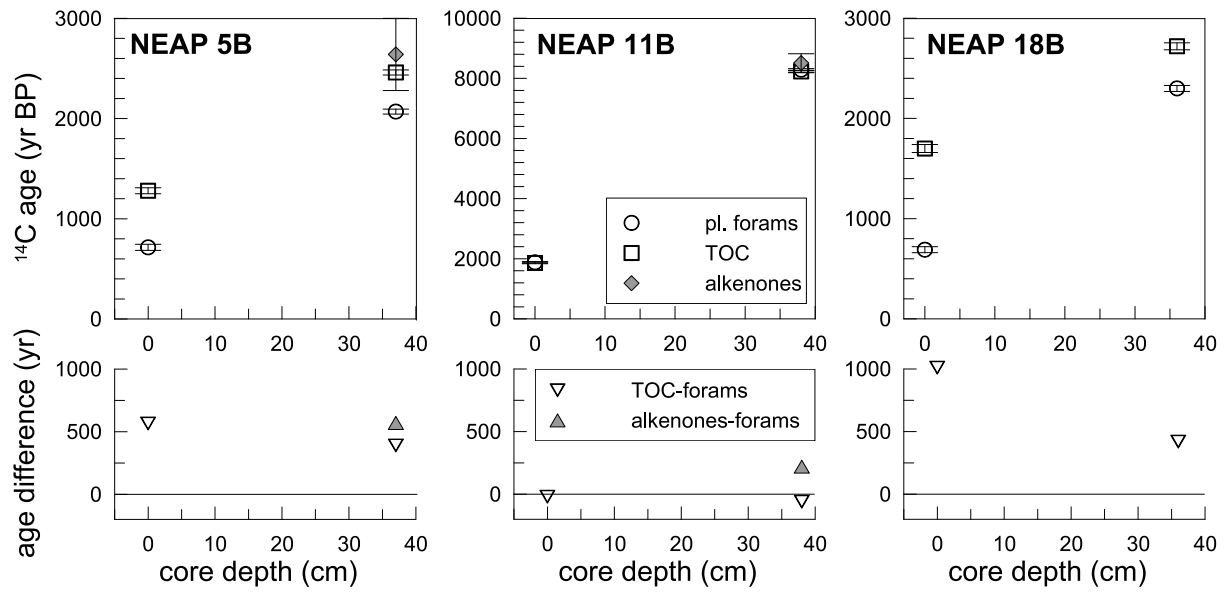 NEAP 5B
NEAP 11B
NEAP 18B
¹⁴C age (yr BP)
3000
2000
1000
0
10000
8000
6000
4000
2000
0
3000
2000
1000
0
pl. forams
TOC
alkenones
0 10 20 30 40
0 10 20 30 40
0 10 20 30 40
age difference (yr)
1000
500
0
1000
500
0
1000
500
0
TOC-forams
alkenones-forams
0 10 20 30 40
0 10 20 30 40
0 10 20 30 40
core depth (cm)
core depth (cm)
core depth (cm)